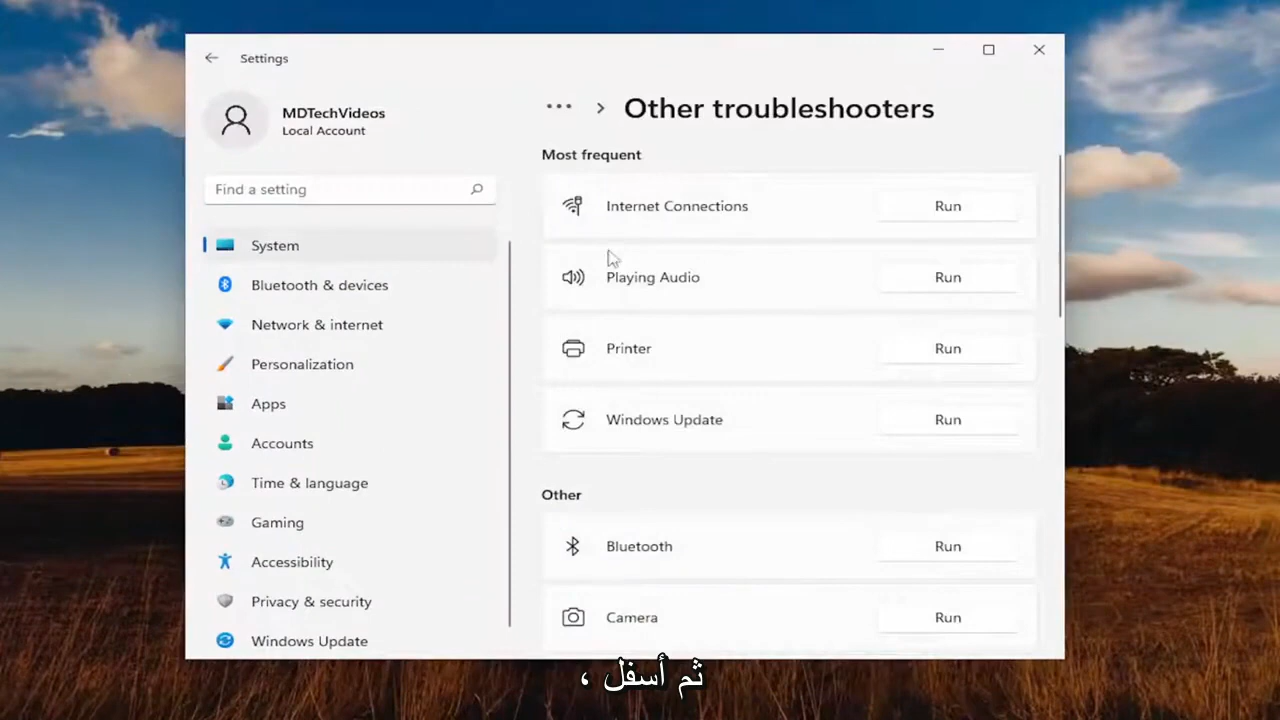 Settings
MDTechVideos
Local Account
Find a setting
System
Bluetooth & devices
Network & internet
Personalization
Apps
Accounts
Time & language
Gaming
Accessibility
Privacy & security
Windows Update
... > Other troubleshooters
Most frequent
Internet Connections Run
Playing Audio Run
Printer Run
Windows Update Run
Other
Bluetooth Run
Camera Run
ثم أسفل ،